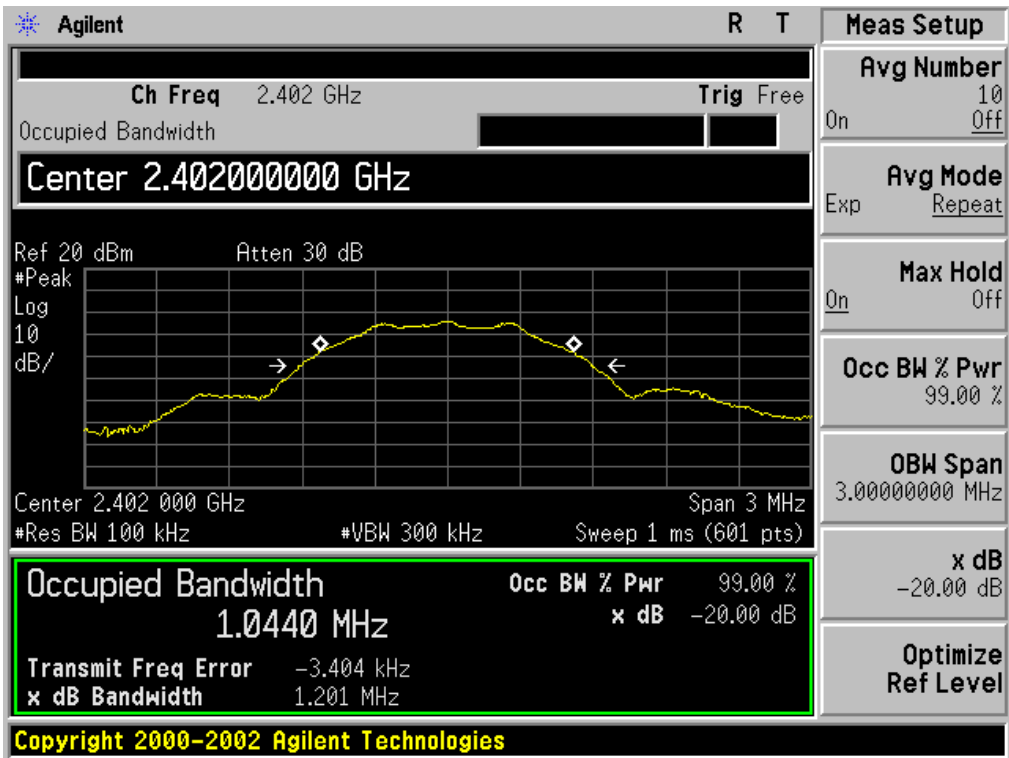 Agilent R T
Ch Freq 2.402 GHz Trig Free
Occupied Bandwidth
Center 2.402000000 GHz
Ref 20 dBm Atten 30 dB
#Peak
Log
10
dB/
Center 2.402 000 GHz Span 3 MHz
#Res BW 100 kHz #VBW 300 kHz Sweep 1 ms (601 pts)
Occupied Bandwidth Occ BW % Pwr 99.00 %
1.0440 MHz x dB -20.00 dB
Transmit Freq Error -3.404 kHz
x dB Bandwidth 1.201 MHz
Copyright 2000-2002 Agilent Technologies
Meas Setup
Avg Number
10
On Off
Avg Mode
Exp Repeat
Max Hold
On Off
Occ BW % Pwr
99.00 %
OBW Span
3.00000000 MHz
x dB
-20.00 dB
Optimize
Ref Level